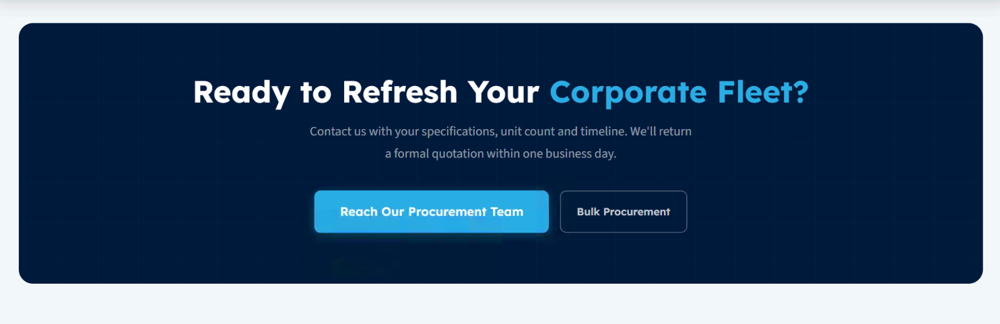 Ready to Refresh Your Corporate Fleet?
Contact us with your specifications, unit count and timeline. We'll return
a formal quotation within one business day.
Reach Our Procurement Team
Bulk Procurement